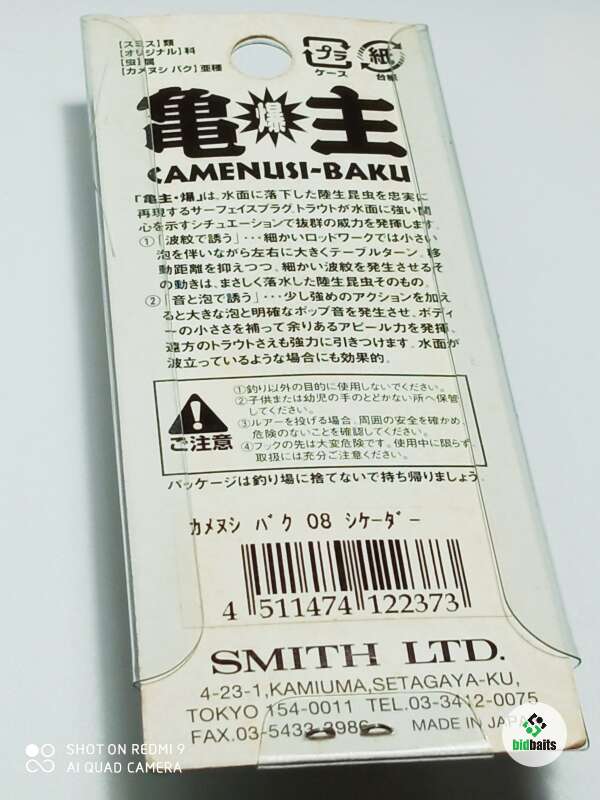 [スミス]類
[オリジナル]科
[虫]属
[カメヌシ バク]亜種
プラ
ケース
紙
台紙
亀爆主
CAMENUSI-BAKU
「亀主・爆」は、水面に落下した陸生昆虫を忠実に
再現するサーフェイスプラグ。トラウトが水面に強い関
心を示すシチュエーションで抜群の威力を発揮します。
①「波紋で誘う」･･･細かいロッドワークでは小さい
泡を伴いながら左右に大きくテーブルターン。移
動距離を抑えつつ、細かい波紋を発生させるそ
の動きは、まさしく落水した陸生昆虫そのもの。
②「音と泡で誘う」･･･少し強めのアクションを加え
ると大きな泡と明確なポップ音を発生させ、ボディ
ーの小ささを補って余りあるアピール力を発揮。
遠方のトラウトさえも強力に引きつけます。水面が
波立っているような場合にも効果的。
ご注意
①釣り以外の目的に使用しないでください。
②子供または幼児の手のとどかない所へ保管
してください。
③ルアーを投げる場合、周囲の安全を確かめ、
危険のないことを確認してください。
④フックの先は大変危険です。使用中に限らず、
取扱には充分ご注意ください。
パッケージは釣り場に捨てないで持ち帰りましょう。
カメヌシ バク 08 シケーダー
4 511474 122373
SMITH LTD.
4-23-1,KAMIUMA,SETAGAYA-KU,
TOKYO 154-0011 TEL.03-3412-0075
FAX.03-5433-3986 MADE IN JAPAN
SHOT ON REDMI 9
AI QUAD CAMERA
bidbaits